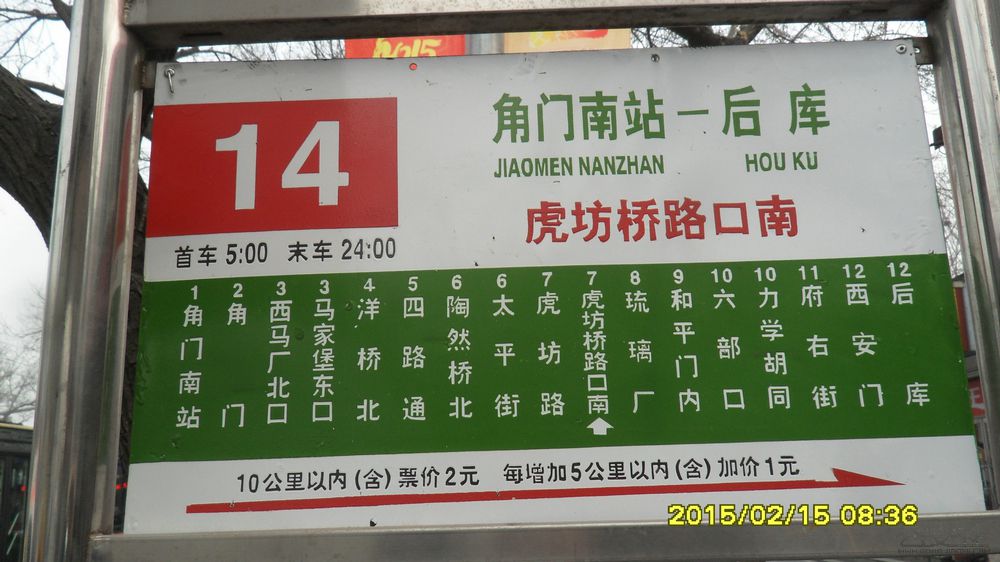 2015
14
角门南站－后 库
JIAOMEN NANZHAN HOU KU
虎坊桥路口南
首车 5:00 末车 24:00
1 角门南站
2 角门
3 西马厂北口
3 马家堡东口
4 洋桥北
5 四路通
6 陶然桥北
6 太平街
7 虎坊路
7 虎坊桥路口南
8 琉璃厂
9 和平门内
10 六部口
10 力学胡同
11 府右街
12 西安门
12 后库
10公里以内(含)票价2元 每增加5公里以内(含)加价1元
2015/02/15 08:36